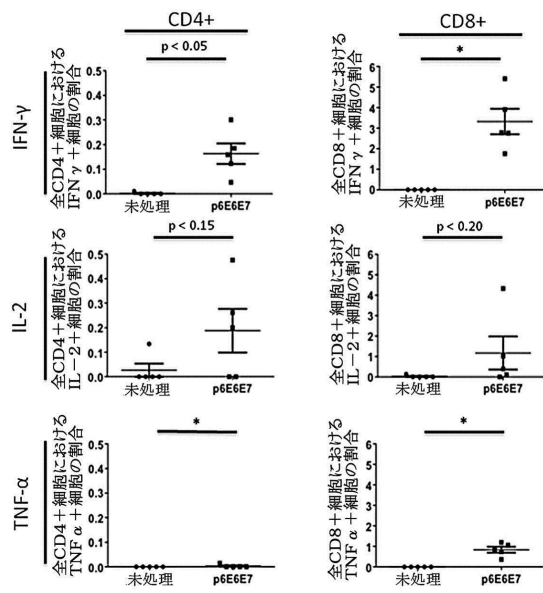 CD4+
CD8+
IFN-γ
全CD4+細胞における
IFNγ+細胞の割合
p < 0.05
0.5
0.4
0.3
0.2
0.1
0.0
未処理
p6E6E7
全CD8+細胞における
IFNγ+細胞の割合
*
6
5
4
3
2
1
0
未処理
p6E6E7
IL-2
全CD4+細胞における
IL-2+細胞の割合
p < 0.15
0.5
0.4
0.3
0.2
0.1
0.0
未処理
p6E6E7
全CD8+細胞における
IL-2+細胞の割合
p < 0.20
6
5
4
3
2
1
0
未処理
p6E6E7
TNF-α
全CD4+細胞における
TNFα+細胞の割合
*
0.5
0.4
0.3
0.2
0.1
0.0
未処理
p6E6E7
全CD8+細胞における
TNFα+細胞の割合
*
6
5
4
3
2
1
0
未処理
p6E6E7